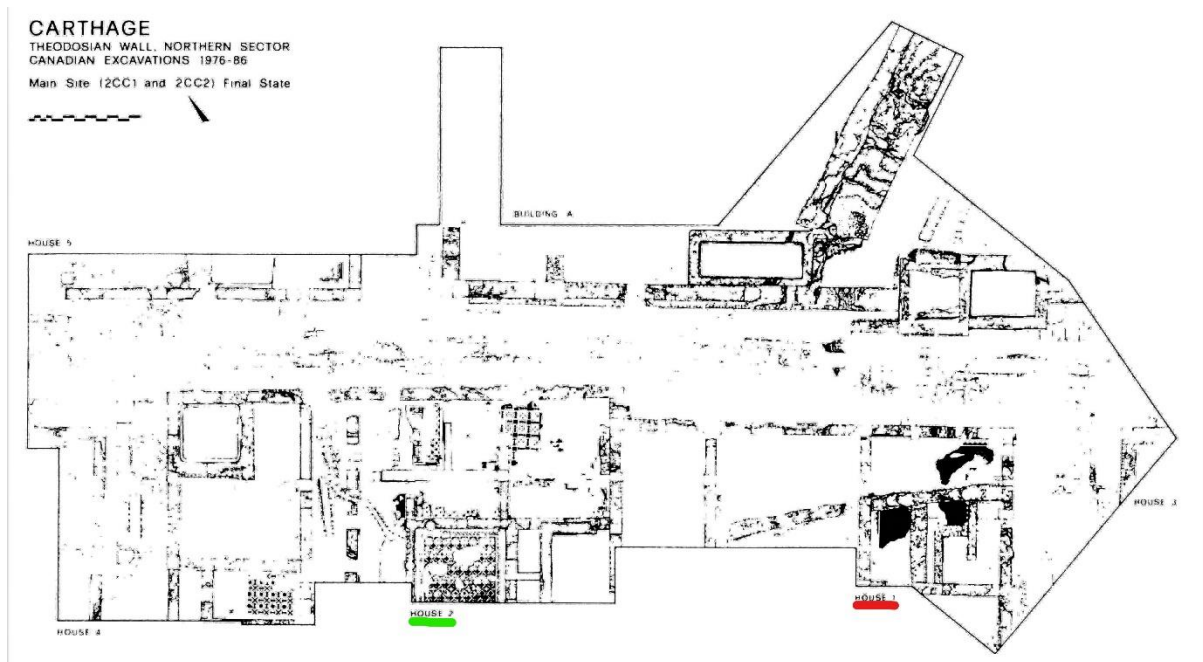 CARTHAGE
THEODOSIAN WALL, NORTHERN SECTOR
CANADIAN EXCAVATIONS 1976-86
Main Site (2CC1 and 2CC2) Final State
BUILDING A
HOUSE 5
HOUSE 3
HOUSE 1
HOUSE 2
HOUSE 4